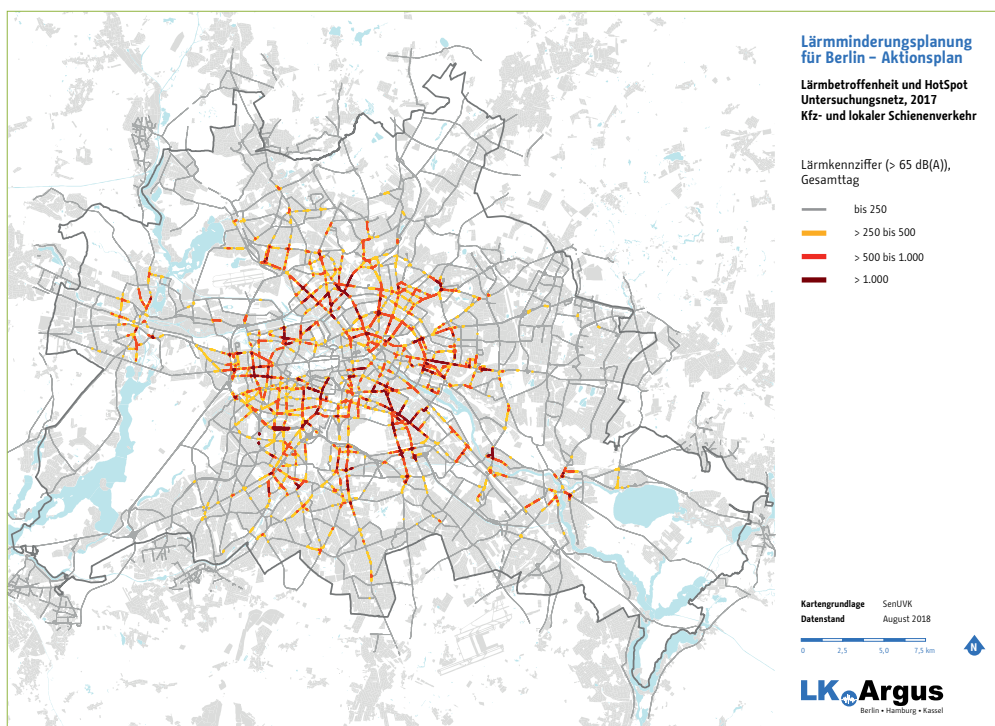 Lärmminderungsplanung
für Berlin – Aktionsplan
Lärmbetroffenheit und HotSpot
Untersuchungsnetz, 2017
Kfz- und lokaler Schienenverkehr
Lärmkennziffer (> 65 dB(A)),
Gesamttag
bis 250
> 250 bis 500
> 500 bis 1.000
> 1.000
Kartengrundlage SenUVK
Datenstand August 2018
0 2,5 5,0 7,5 km
N
LK Argus
Berlin • Hamburg • Kassel